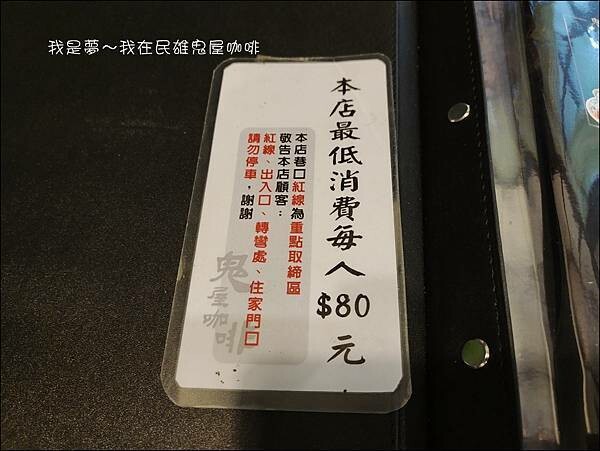 我是夢～我在民雄鬼屋咖啡
本店最低消費每人$80元
本店巷口紅線為重點取締區
敬告本店顧客：
紅線、出入口、轉彎處、住家門口
請勿停車，謝謝
鬼屋咖啡